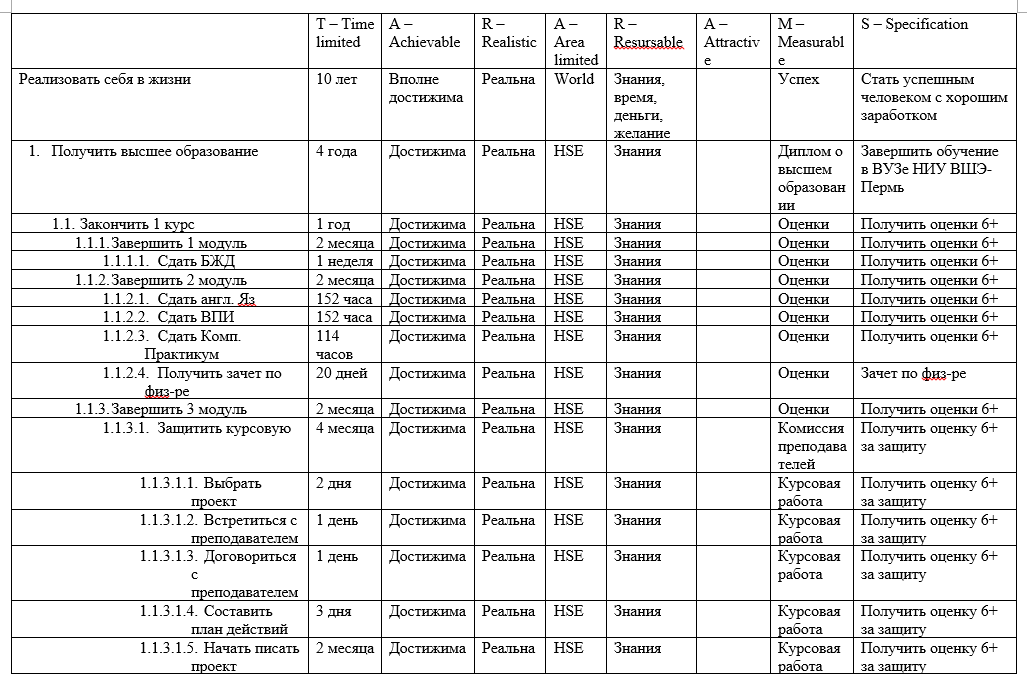 T – Time limited	A – Achievable	R – Realistic	A – Area limited	R – Resursable	A – Attractive	M – Measurable	S – Specification
Реализовать себя в жизни	10 лет	Вполне достижима	Реальна	World	Знания, время, деньги, желание		Успех	Стать успешным человеком с хорошим заработком
1. Получить высшее образование	4 года	Достижима	Реальна	HSE	Знания		Диплом о высшем образовании	Завершить обучение в ВУЗе НИУ ВШЭ-Пермь
1.1. Закончить 1 курс	1 год	Достижима	Реальна	HSE	Знания		Оценки	Получить оценки 6+
1.1.1. Завершить 1 модуль	2 месяца	Достижима	Реальна	HSE	Знания		Оценки	Получить оценки 6+
1.1.1.1. Сдать БЖД	1 неделя	Достижима	Реальна	HSE	Знания		Оценки	Получить оценки 6+
1.1.2. Завершить 2 модуль	2 месяца	Достижима	Реальна	HSE	Знания		Оценки	Получить оценки 6+
1.1.2.1. Сдать англ. Яз	152 часа	Достижима	Реальна	HSE	Знания		Оценки	Получить оценки 6+
1.1.2.2. Сдать ВПИ	152 часа	Достижима	Реальна	HSE	Знания		Оценки	Получить оценки 6+
1.1.2.3. Сдать Комп. Практикум	114 часов	Достижима	Реальна	HSE	Знания		Оценки	Получить оценки 6+
1.1.2.4. Получить зачет по физ-ре	20 дней	Достижима	Реальна	HSE	Знания		Оценки	Зачет по физ-ре
1.1.3. Завершить 3 модуль	2 месяца	Достижима	Реальна	HSE	Знания		Оценки	Получить оценки 6+
1.1.3.1. Защитить курсовую	4 месяца	Достижима	Реальна	HSE	Знания		Комиссия преподавателей	Получить оценку 6+ за защиту
1.1.3.1.1. Выбрать проект	2 дня	Достижима	Реальна	HSE	Знания		Курсовая работа	Получить оценку 6+ за защиту
1.1.3.1.2. Встретиться с преподавателем	1 день	Достижима	Реальна	HSE	Знания		Курсовая работа	Получить оценку 6+ за защиту
1.1.3.1.3. Договориться с преподавателем	1 день	Достижима	Реальна	HSE	Знания		Курсовая работа	Получить оценку 6+ за защиту
1.1.3.1.4. Составить план действий	3 дня	Достижима	Реальна	HSE	Знания		Курсовая работа	Получить оценку 6+ за защиту
1.1.3.1.5. Начать писать проект	2 месяца	Достижима	Реальна	HSE	Знания		Курсовая работа	Получить оценку 6+ за защиту